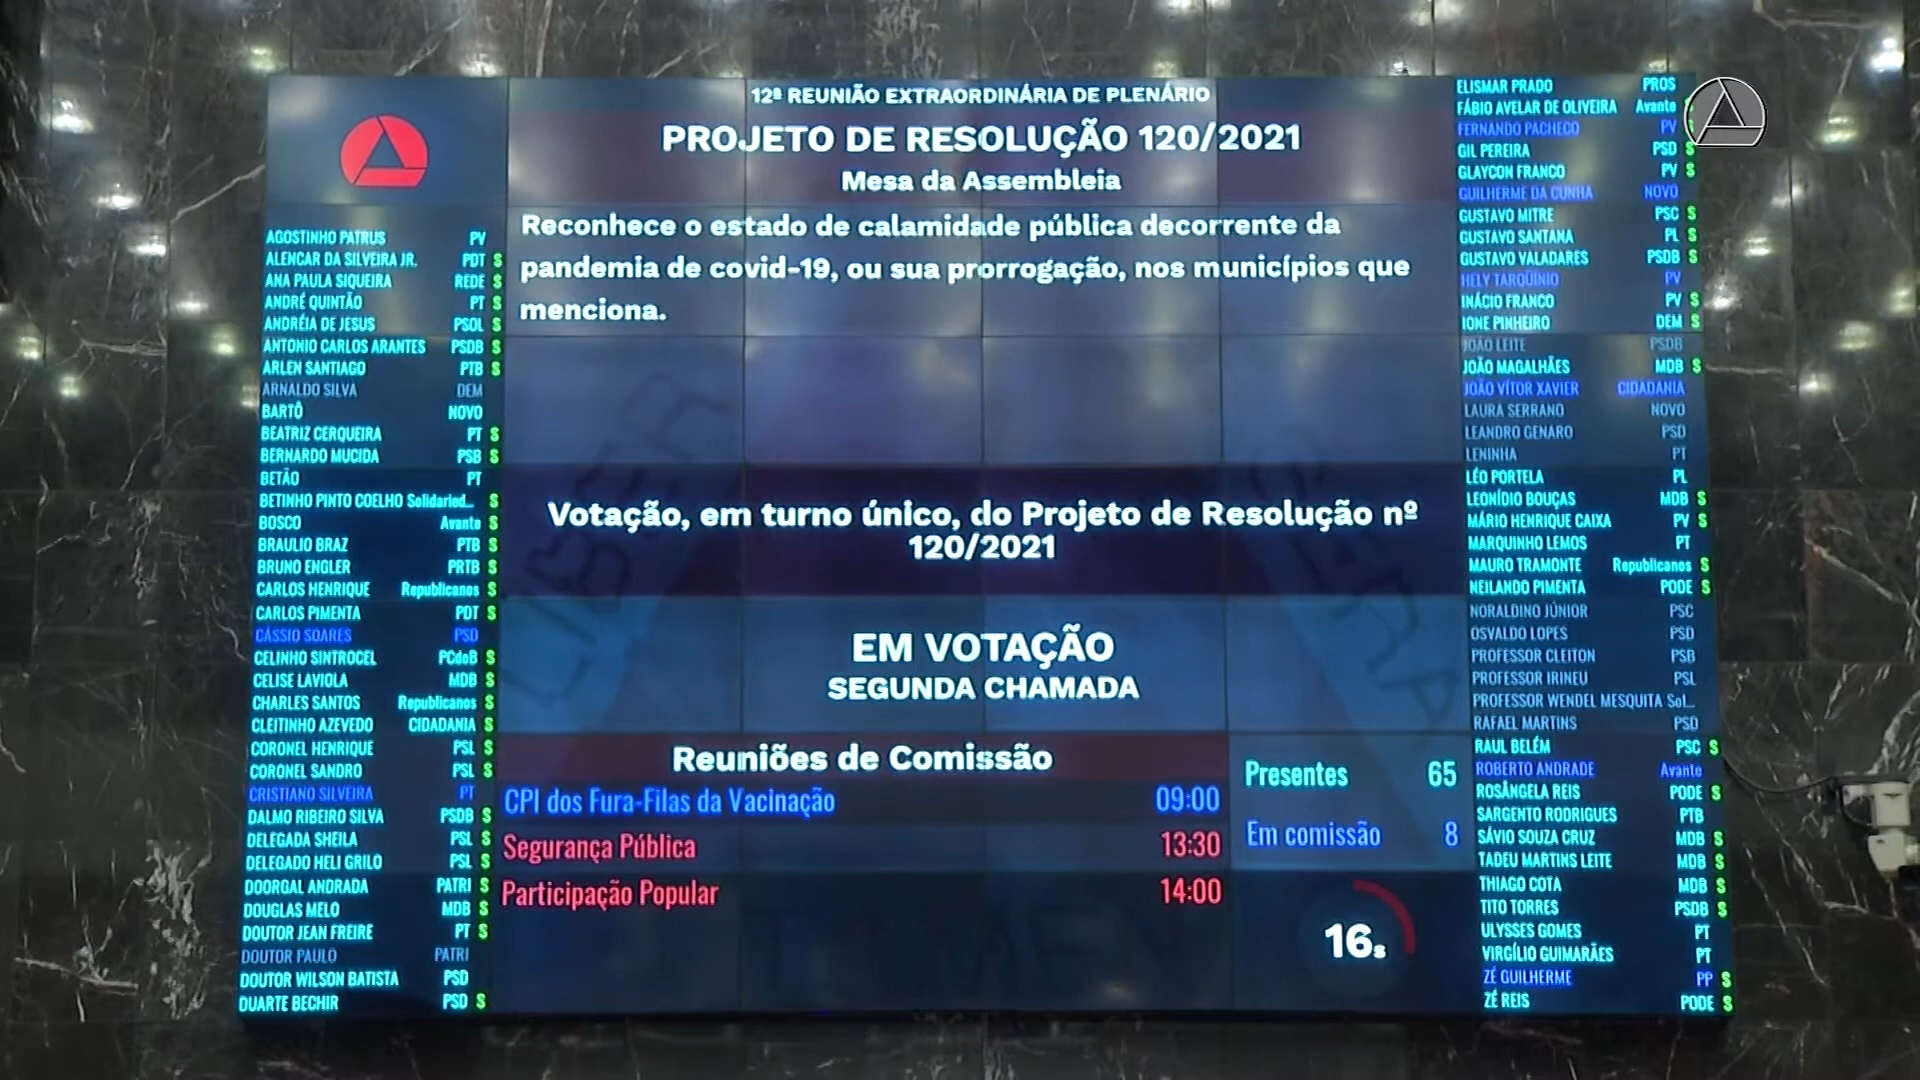 12ª REUNIÃO EXTRAORDINÁRIA DE PLENÁRIO
PROJETO DE RESOLUÇÃO 120/2021
Mesa da Assembleia
Reconhece o estado de calamidade pública decorrente da
pandemia de covid-19, ou sua prorrogação, nos municípios que
menciona.
Votação, em turno único, do Projeto de Resolução nº
120/2021
EM VOTAÇÃO
SEGUNDA CHAMADA
Reuniões de Comissão
CPI dos Fura-Filas da Vacinação 09:00
Segurança Pública 13:30
Participação Popular 14:00
Presentes 65
Em comissão 8
16s
AGOSTINHO PATRUS PV
ALENCAR DA SILVEIRA JR. PDT S
ANA PAULA SIQUEIRA REDE S
ANDRÉ QUINTÃO PT S
ANDRÉIA DE JESUS PSOL S
ANTONIO CARLOS ARANTES PSDB S
ARLEN SANTIAGO PTB S
ARNALDO SILVA DEM
BARTÔ NOVO
BEATRIZ CERQUEIRA PT S
BERNARDO MUCIDA PSB S
BETÃO PT
BETINHO PINTO COELHO Solidaried... S
BOSCO Avante S
BRAULIO BRAZ PTB S
BRUNO ENGLER PRTB S
CARLOS HENRIQUE Republicanos S
CARLOS PIMENTA PDT S
CÁSSIO SOARES PSD
CELINHO SINTROCEL PCdoB S
CELISE LAVIOLA MDB S
CHARLES SANTOS Republicanos S
CLEITINHO AZEVEDO CIDADANIA S
CORONEL HENRIQUE PSL S
CORONEL SANDRO PSL S
CRISTIANO SILVEIRA PT
DALMO RIBEIRO SILVA PSDB S
DELEGADA SHEILA PSL S
DELEGADO HELI GRILO PSL S
DOORGAL ANDRADA PATRI S
DOUGLAS MELO MDB S
DOUTOR JEAN FREIRE PT S
DOUTOR PAULO PATRI
DOUTOR WILSON BATISTA PSD
DUARTE BECHIR PSD S
ELISMAR PRADO PROS
FÁBIO AVELAR DE OLIVEIRA Avante S
FERNANDO PACHECO PV
GIL PEREIRA PSD S
GLAYCON FRANCO PV S
GUILHERME DA CUNHA NOVO
GUSTAVO MITRE PSC S
GUSTAVO SANTANA PL S
GUSTAVO VALADARES PSDB S
HELY TARQÜÍNIO PV
INÁCIO FRANCO PV S
IONE PINHEIRO DEM S
JOÃO LEITE PSDB
JOÃO MAGALHÃES MDB S
JOÃO VÍTOR XAVIER CIDADANIA
LAURA SERRANO NOVO
LEANDRO GENARO PSD
LENINHA PT
LÉO PORTELA PL
LEONÍDIO BOUÇAS MDB S
MÁRIO HENRIQUE CAIXA PV S
MARQUINHO LEMOS PT
MAURO TRAMONTE Republicanos S
NEILANDO PIMENTA PODE S
NORALDINO JÚNIOR PSC
OSVALDO LOPES PSD
PROFESSOR CLEITON PSB
PROFESSOR IRINEU PSL
PROFESSOR WENDEL MESQUITA Sol...
RAFAEL MARTINS PSD
RAUL BELÉM PSC S
ROBERTO ANDRADE Avante
ROSÂNGELA REIS PODE S
SARGENTO RODRIGUES PTB
SÁVIO SOUZA CRUZ MDB S
TADEU MARTINS LEITE MDB S
THIAGO COTA MDB S
TITO TORRES PSDB S
ULYSSES GOMES PT
VIRGÍLIO GUIMARÃES PT
ZÉ GUILHERME PP S
ZÉ REIS PODE S